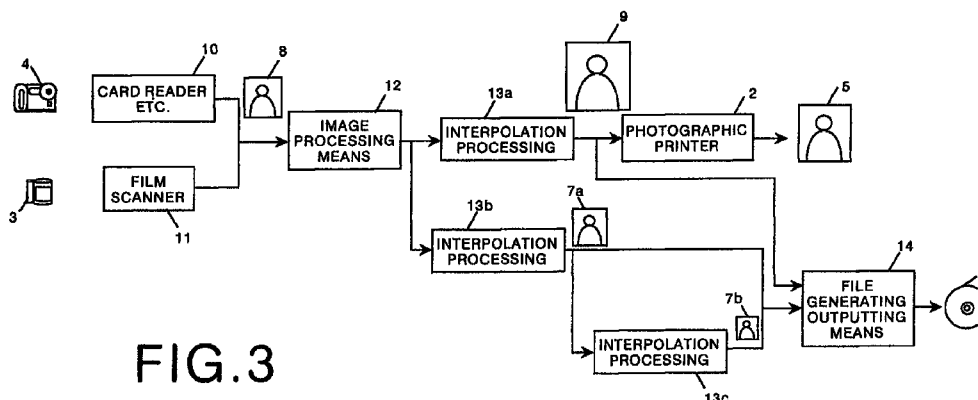 9
10
8
4
CARD READER
ETC.
12
13a
2
5
IMAGE
PROCESSING
MEANS
INTERPOLATION
PROCESSING
PHOTOGRAPHIC
PRINTER
FILM
SCANNER
3
11
13b
7a
INTERPOLATION
PROCESSING
14
FILE
GENERATING
OUTPUTTING
MEANS
7b
INTERPOLATION
PROCESSING
13c
FIG.3